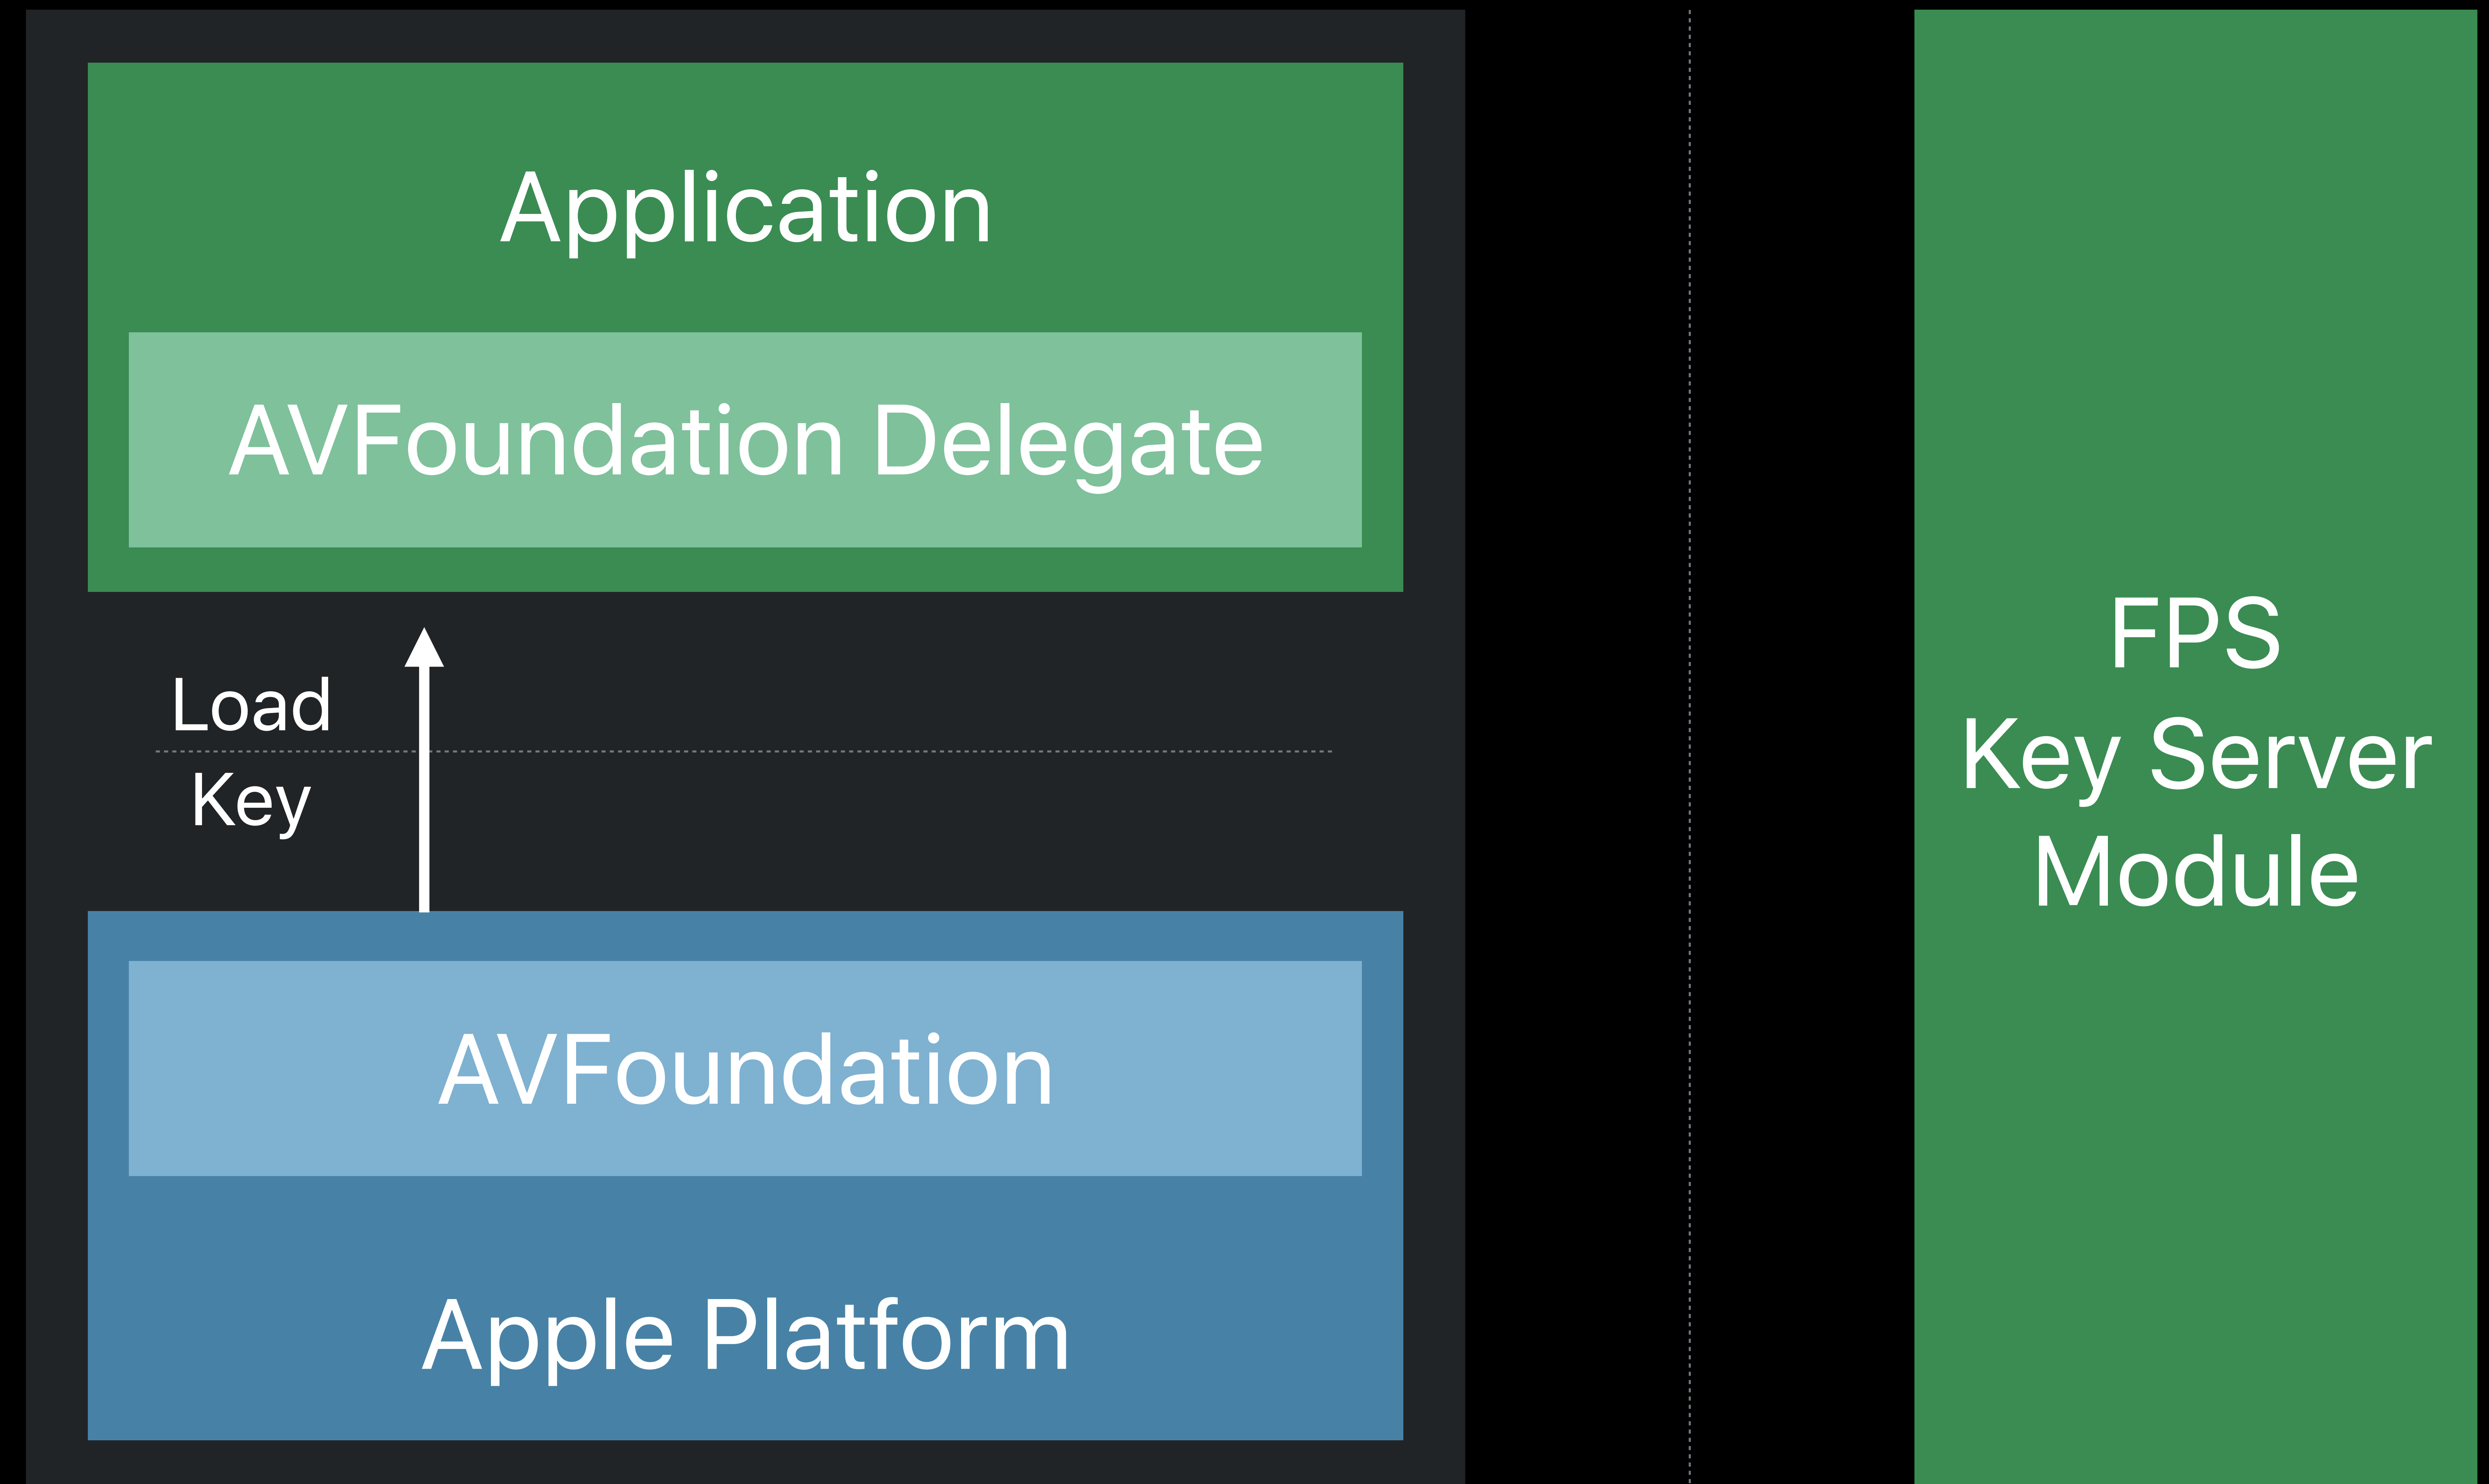 Application
AVFoundation Delegate
Load
Key
AVFoundation
Apple Platform
FPS
Key Server
Module